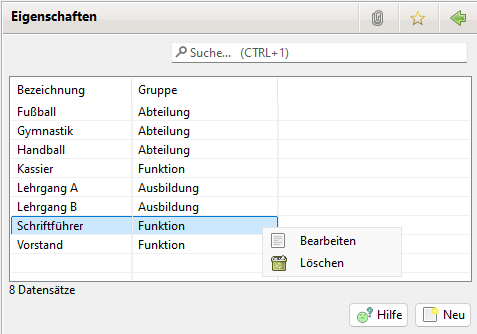 Eigenschaften
Suche... (CTRL+1)
Bezeichnung Gruppe
Fußball Abteilung
Gymnastik Abteilung
Handball Abteilung
Kassier Funktion
Lehrgang A Ausbildung
Lehrgang B Ausbildung
Schriftführer Funktion
Vorstand Funktion
Bearbeiten
Löschen
8 Datensätze
Hilfe Neu